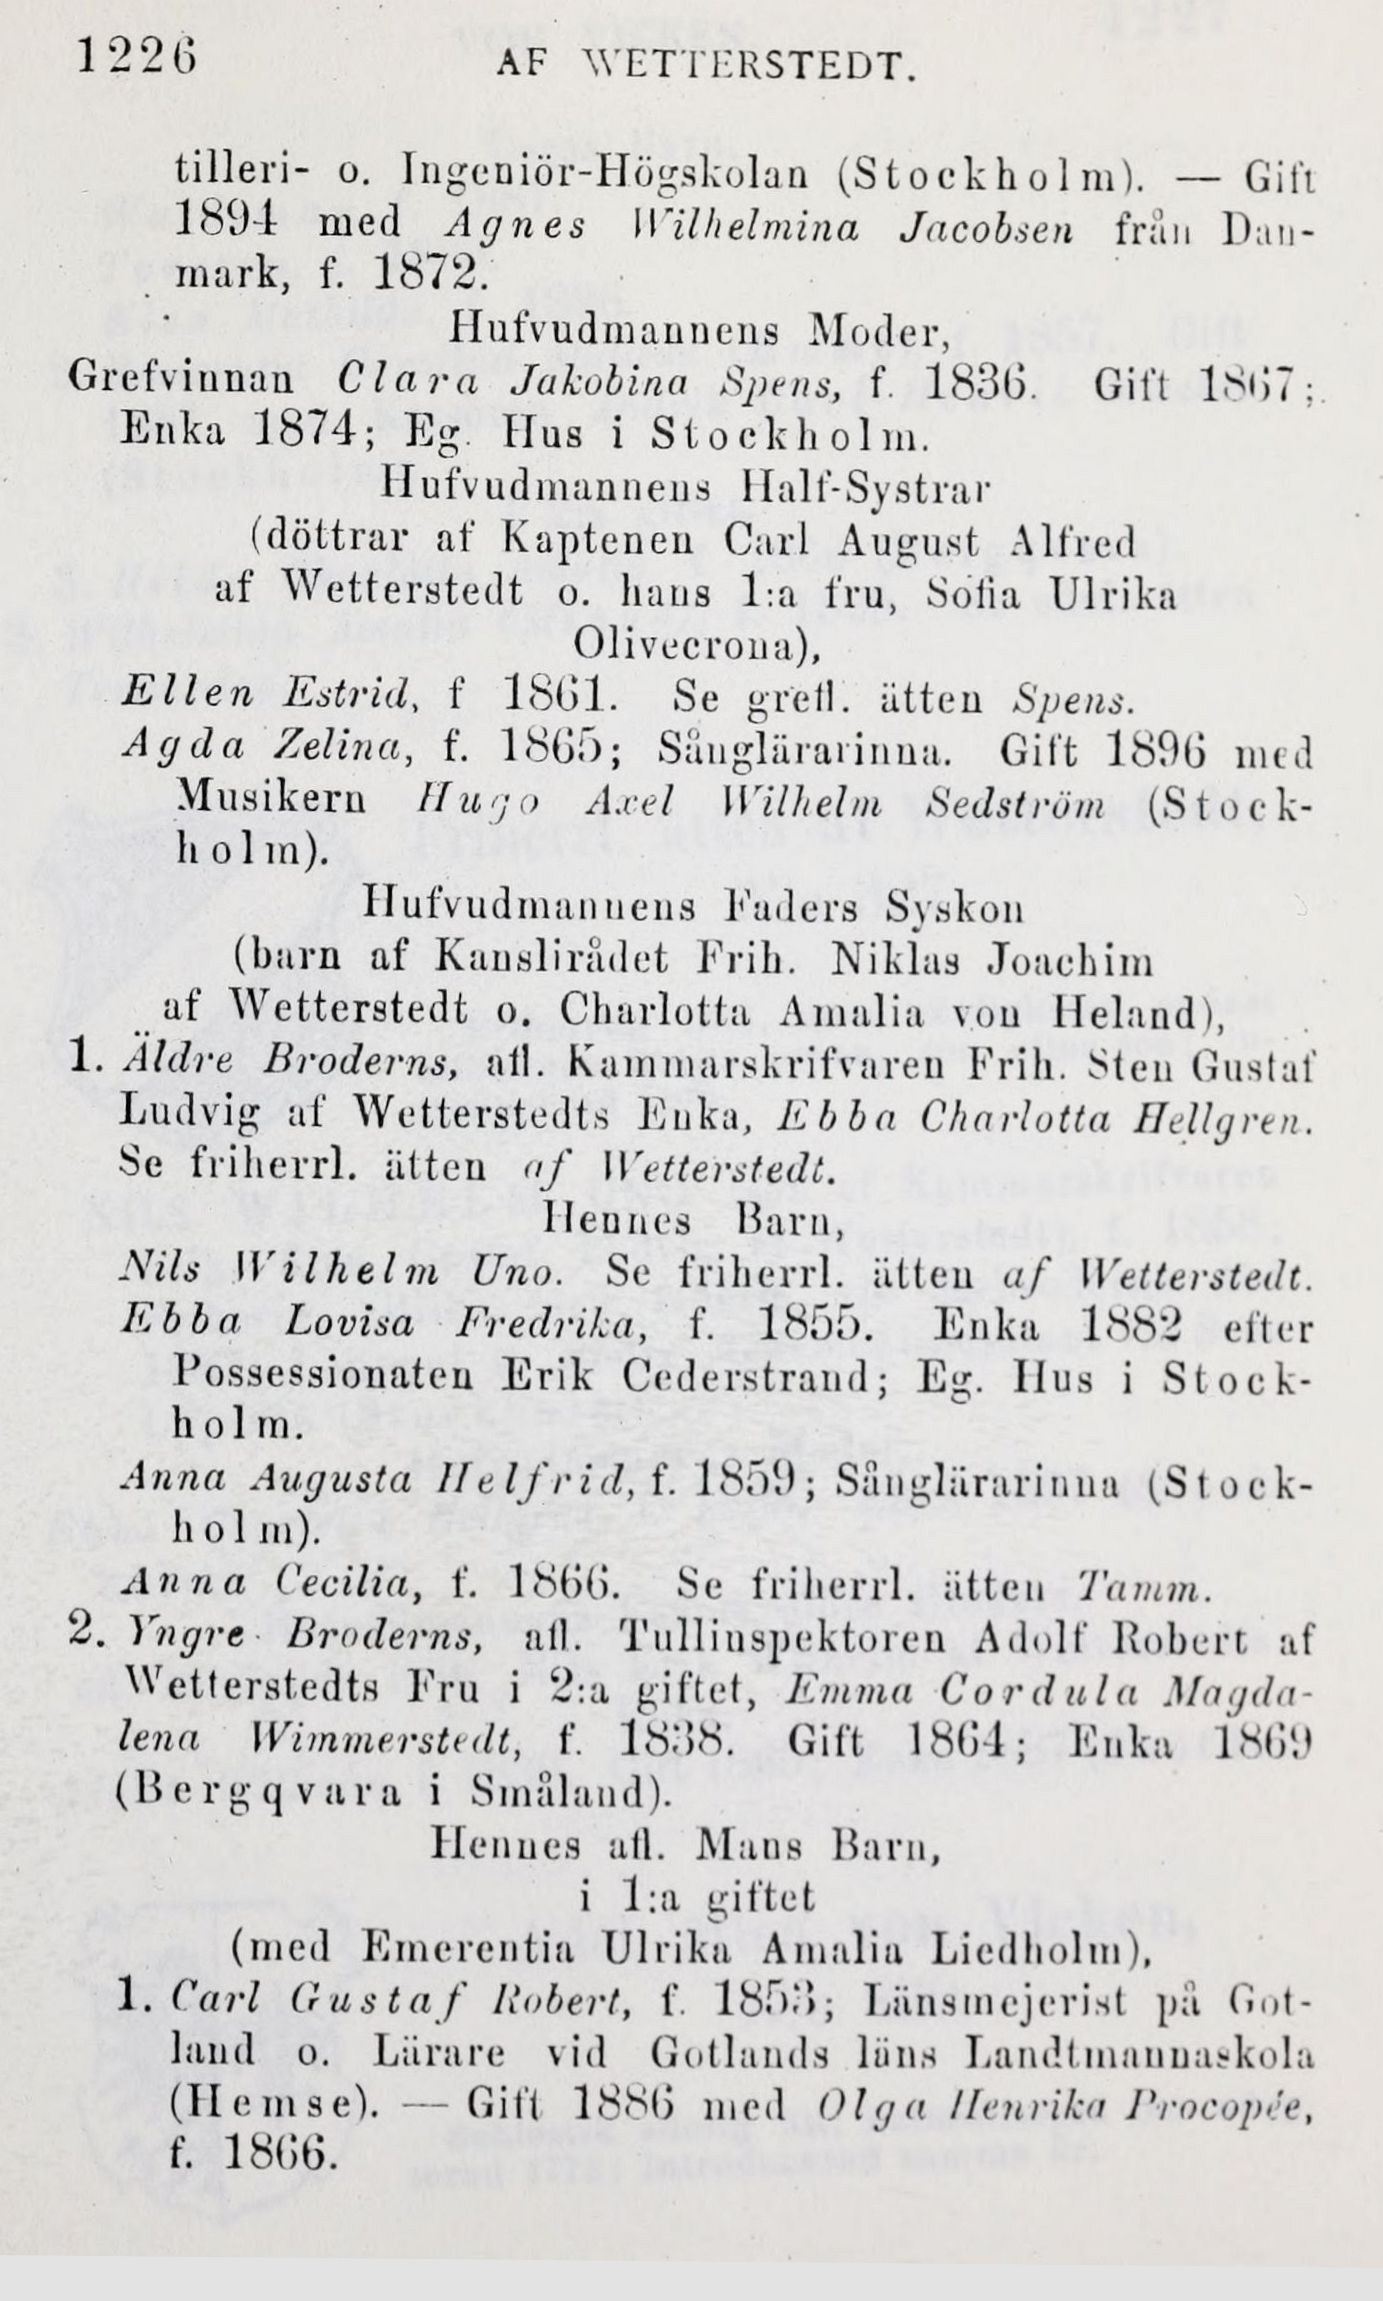 1226
AF WETTERSTEDT.
tilleri- o. Ingeniör-Högskolan (Stockholm). — Gift
1894 med Agnes Wilhelmina Jacobsen från Dan-
mark, f. 1872.
Hufvudmannens Moder,
Grefvinnan Clara Jakobina Spens, f. 1836. Gift 1867;
Enka 1874; Eg. Hus i Stockholm.
Hufvudmannens Half-Systrar
(döttrar af Kaptenen Carl August Alfred
af Wetterstedt o. hans 1:a fru, Sofia Ulrika
Olivecrona),
Ellen Estrid, f 1861. Se grefl. ätten Spens.
Agda Zelina, f. 1865; Sånglärarinna. Gift 1896 med
Musikern Hugo Axel Wilhelm Sedström (Stock-
holm).
Hufvudmannens Faders Syskon
(barn af Kanslirådet Frih. Niklas Joachim
af Wetterstedt o. Charlotta Amalia von Heland),
1. Äldre Broderns, afl. Kammarskrifvaren Frih. Sten Gustaf
Ludvig af Wetterstedts Enka, Ebba Charlotta Hellgren.
Se friherrl. ätten af Wetterstedt.
Hennes Barn,
Nils Wilhelm Uno. Se friherrl. ätten af Wetterstedt.
Ebba Lovisa Fredrika, f. 1855. Enka 1882 efter
Possessionaten Erik Cederstrand; Eg. Hus i Stock-
holm.
Anna Augusta Helfrid, f. 1859; Sånglärarinna (Stock-
holm).
Anna Cecilia, f. 1866. Se friherrl. ätten Tamm.
2. Yngre Broderns, afl. Tullinspektoren Adolf Robert af
Wetterstedts Fru i 2:a giftet, Emma Cordula Magda-
lena Wimmerstedt, f. 1838. Gift 1864; Enka 1869
(Bergqvara i Småland).
Hennes afl. Mans Barn,
i 1:a giftet
(med Emerentia Ulrika Amalia Liedholm),
1. Carl Gustaf Robert, f. 1853; Länsmejerist på Got-
land o. Lärare vid Gotlands läns Landtmannaskola
(Hemse). — Gift 1886 med Olga Henrika Procopée,
f. 1866.